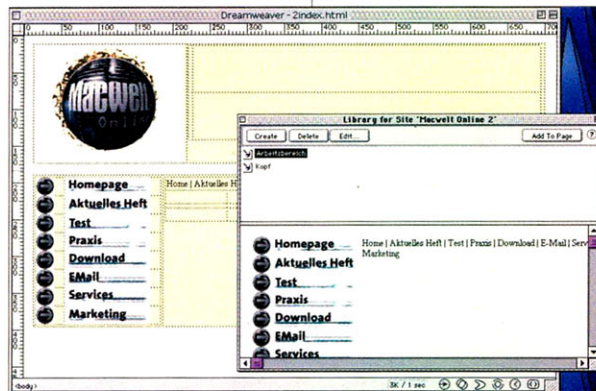 Dreamweaver - 2index.html
0 50 100 150 200 250 300 350 400 450 500 550 600 650 700
Macwelt
Online
Homepage
Aktuelles Heft
Test
Praxis
Download
EMail
Services
Marketing
Home | Aktuelles H
Library for Site 'Macwelt Online 2'
Create Delete Edit... Add To Page ?
Arbeitsbereich
Kopf
Homepage
Aktuelles Heft
Test
Praxis
Download
EMail
Services
Home | Aktuelles Heft | Test | Praxis | Download | E-Mail | Serv
Marketing
<body> 3K / 1 sec